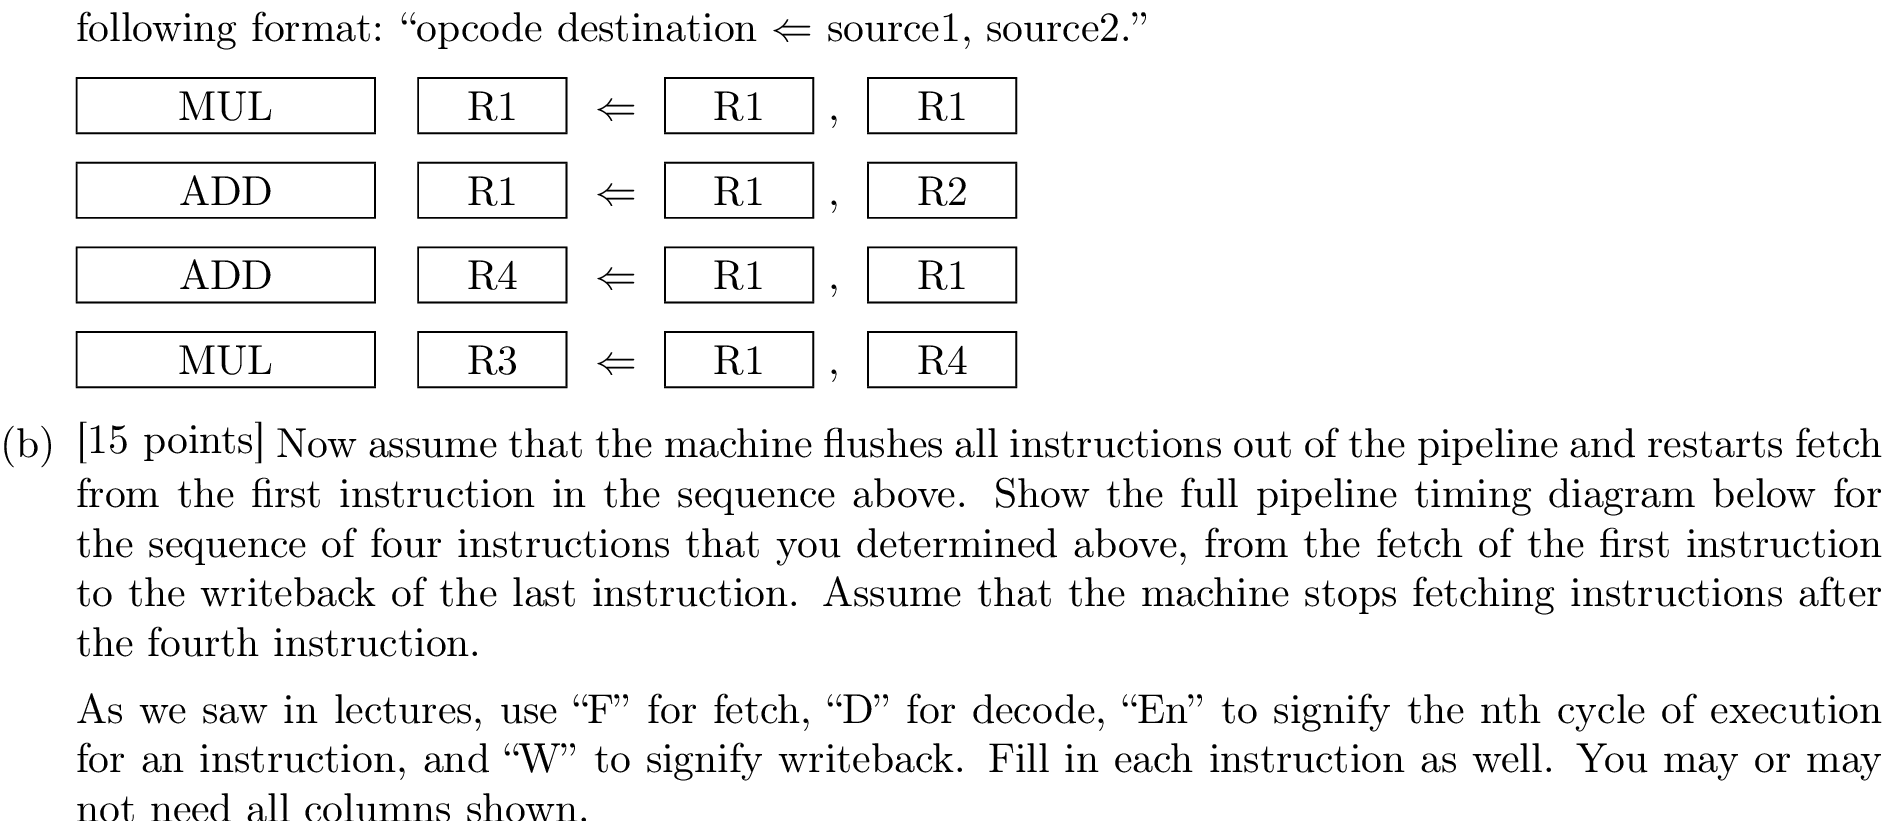 following format: “opcode destination ⇐ source1, source2.”
MUL R1 ⇐ R1 , R1
ADD R1 ⇐ R1 , R2
ADD R4 ⇐ R1 , R1
MUL R3 ⇐ R1 , R4
(b) [15 points] Now assume that the machine flushes all instructions out of the pipeline and restarts fetch
from the first instruction in the sequence above. Show the full pipeline timing diagram below for
the sequence of four instructions that you determined above, from the fetch of the first instruction
to the writeback of the last instruction. Assume that the machine stops fetching instructions after
the fourth instruction.
As we saw in lectures, use “F” for fetch, “D” for decode, “En” to signify the nth cycle of execution
for an instruction, and “W” to signify writeback. Fill in each instruction as well. You may or may
not need all columns shown.